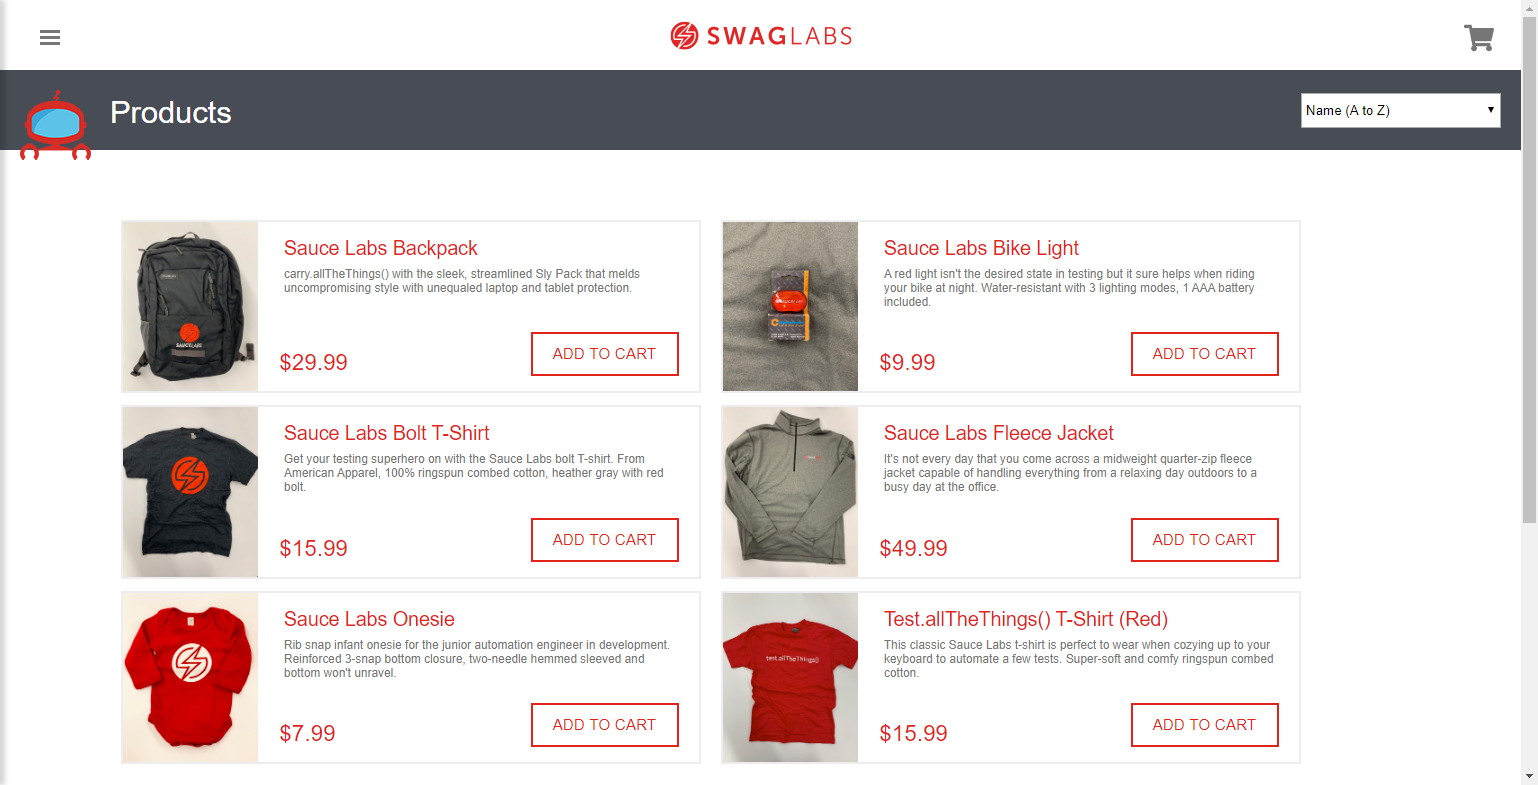 SWAGLABS
Products
Name (A to Z)
Sauce Labs Backpack
carry.allTheThings() with the sleek, streamlined Sly Pack that melds
uncompromising style with unequaled laptop and tablet protection.
$29.99
ADD TO CART
SAUCELABS
Sauce Labs Bike Light
A red light isn't the desired state in testing but it sure helps when riding
your bike at night. Water-resistant with 3 lighting modes, 1 AAA battery
included.
$9.99
ADD TO CART
Sauce Labs Bolt T-Shirt
Get your testing superhero on with the Sauce Labs bolt T-shirt. From
American Apparel, 100% ringspun combed cotton, heather gray with red
bolt.
$15.99
ADD TO CART
Sauce Labs Fleece Jacket
It's not every day that you come across a midweight quarter-zip fleece
jacket capable of handling everything from a relaxing day outdoors to a
busy day at the office.
$49.99
ADD TO CART
Sauce Labs Onesie
Rib snap infant onesie for the junior automation engineer in development.
Reinforced 3-snap bottom closure, two-needle hemmed sleeved and
bottom won't unravel.
$7.99
ADD TO CART
test.allTheThings()
Test.allTheThings() T-Shirt (Red)
This classic Sauce Labs t-shirt is perfect to wear when cozying up to your
keyboard to automate a few tests. Super-soft and comfy ringspun combed
cotton.
$15.99
ADD TO CART